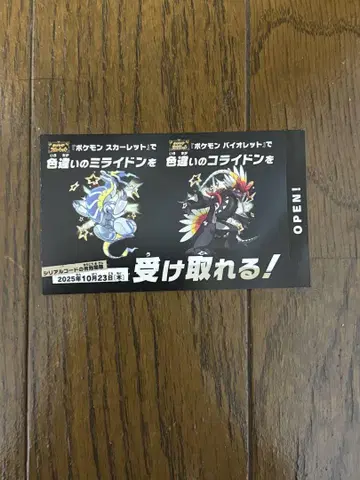 『ポケモン スカーレット』で
色違いのミライドンを
『ポケモン バイオレット』で
色違いのコライドンを
受け取れる!
シリアルコードの有効期限
2025年10月23日(木)
OPEN!